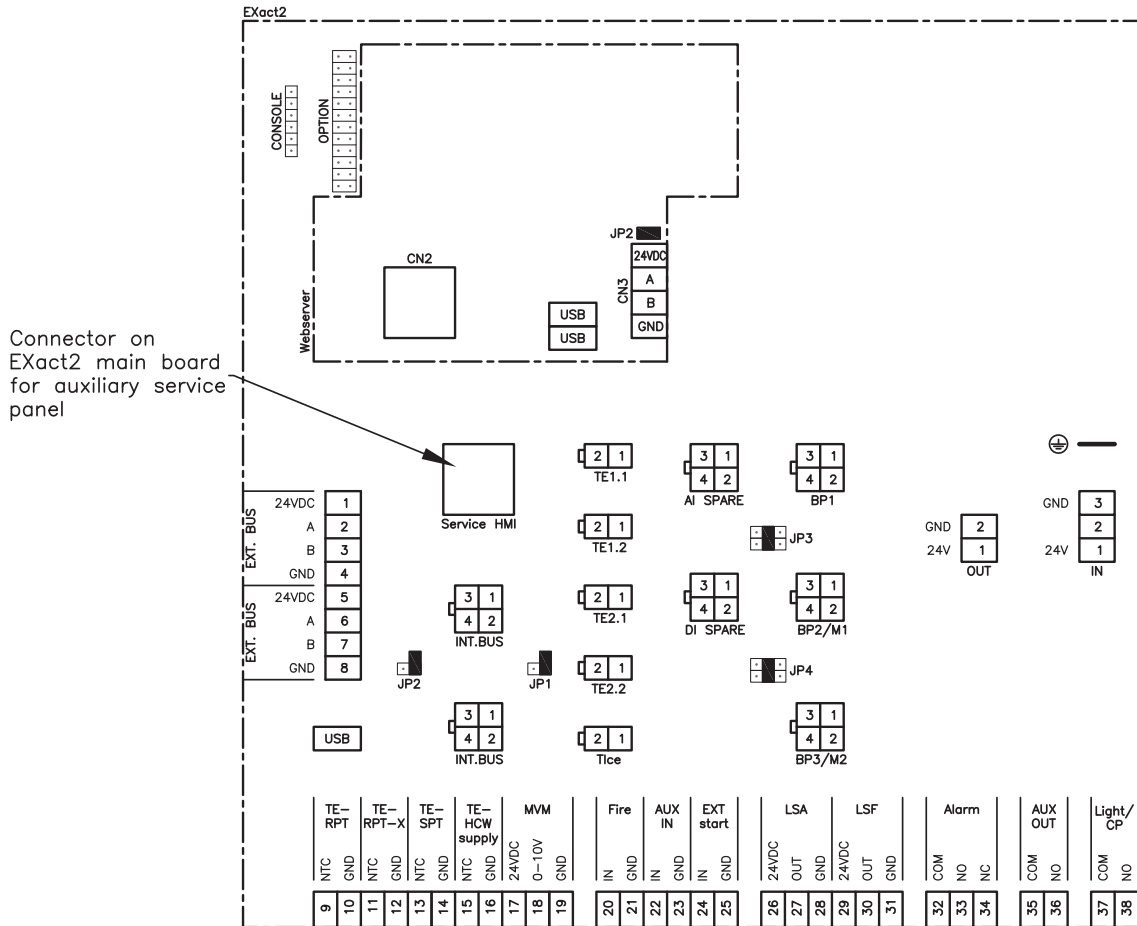 EXact2
CONSOLE
OPTION
JP2
24VDC
A
B
GND
CN3
CN2
USB
USB
Webserver
Connector on
EXact2 main board
for auxiliary service
panel
Service HMI
2 1
TE1.1
3 1
4 2
AI SPARE
3 1
4 2
BP1
2 1
TE1.2
JP3
GND 2
24V 1
OUT
GND 3
2
24V 1
IN
EXT. BUS
24VDC 1
A 2
B 3
GND 4
EXT. BUS
24VDC 5
A 6
B 7
GND 8
3 1
4 2
INT.BUS
2 1
TE2.1
3 1
4 2
DI SPARE
3 1
4 2
BP2/M1
JP2
JP1
2 1
TE2.2
JP4
USB
3 1
4 2
INT.BUS
2 1
TIce
3 1
4 2
BP3/M2
TE-
RPT
NTC GND
9 10
TE-
RPT-X
NTC GND
11 12
TE-
SPT
NTC GND
13 14
TE-
HCW
supply
NTC GND
15 16
MVM
24VDC 0-10V GND
17 18 19
Fire
IN GND
20 21
AUX
IN
IN GND
22 23
EXT
start
IN GND
24 25
LSA
24VDC OUT GND
26 27 28
LSF
24VDC OUT GND
29 30 31
Alarm
COM NO NC
32 33 34
AUX
OUT
COM NO
35 36
Light/
CP
COM NO
37 38